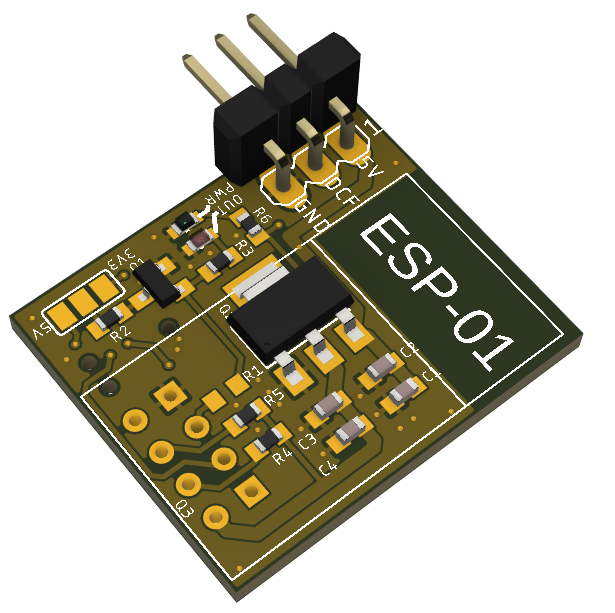 1
5V
DCF
GND
PWR
OUT
R6
R3
3V3
5V
R2
ESP-01
R1
R5
R4
C2
C1
C3
C4
Q3